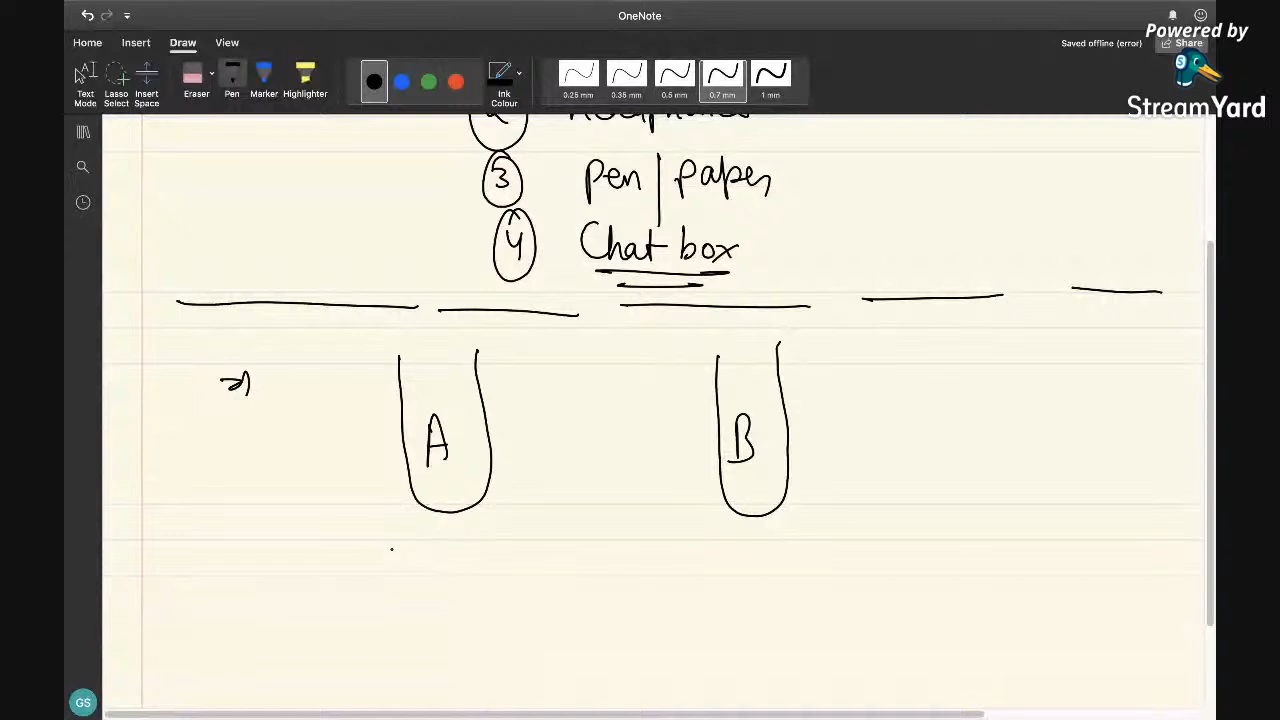 OneNote
Powered by
StreamYard
Home Insert Draw View
Saved offline (error) Share
Text Mode
Lasso Select
Insert Space
Eraser
Pen
Marker
Highlighter
Ink Colour
0.25 mm 0.35 mm 0.5 mm 0.7 mm 1 mm
2 Headphones
3 Pen | Paper
4 Chat box
A B
GS